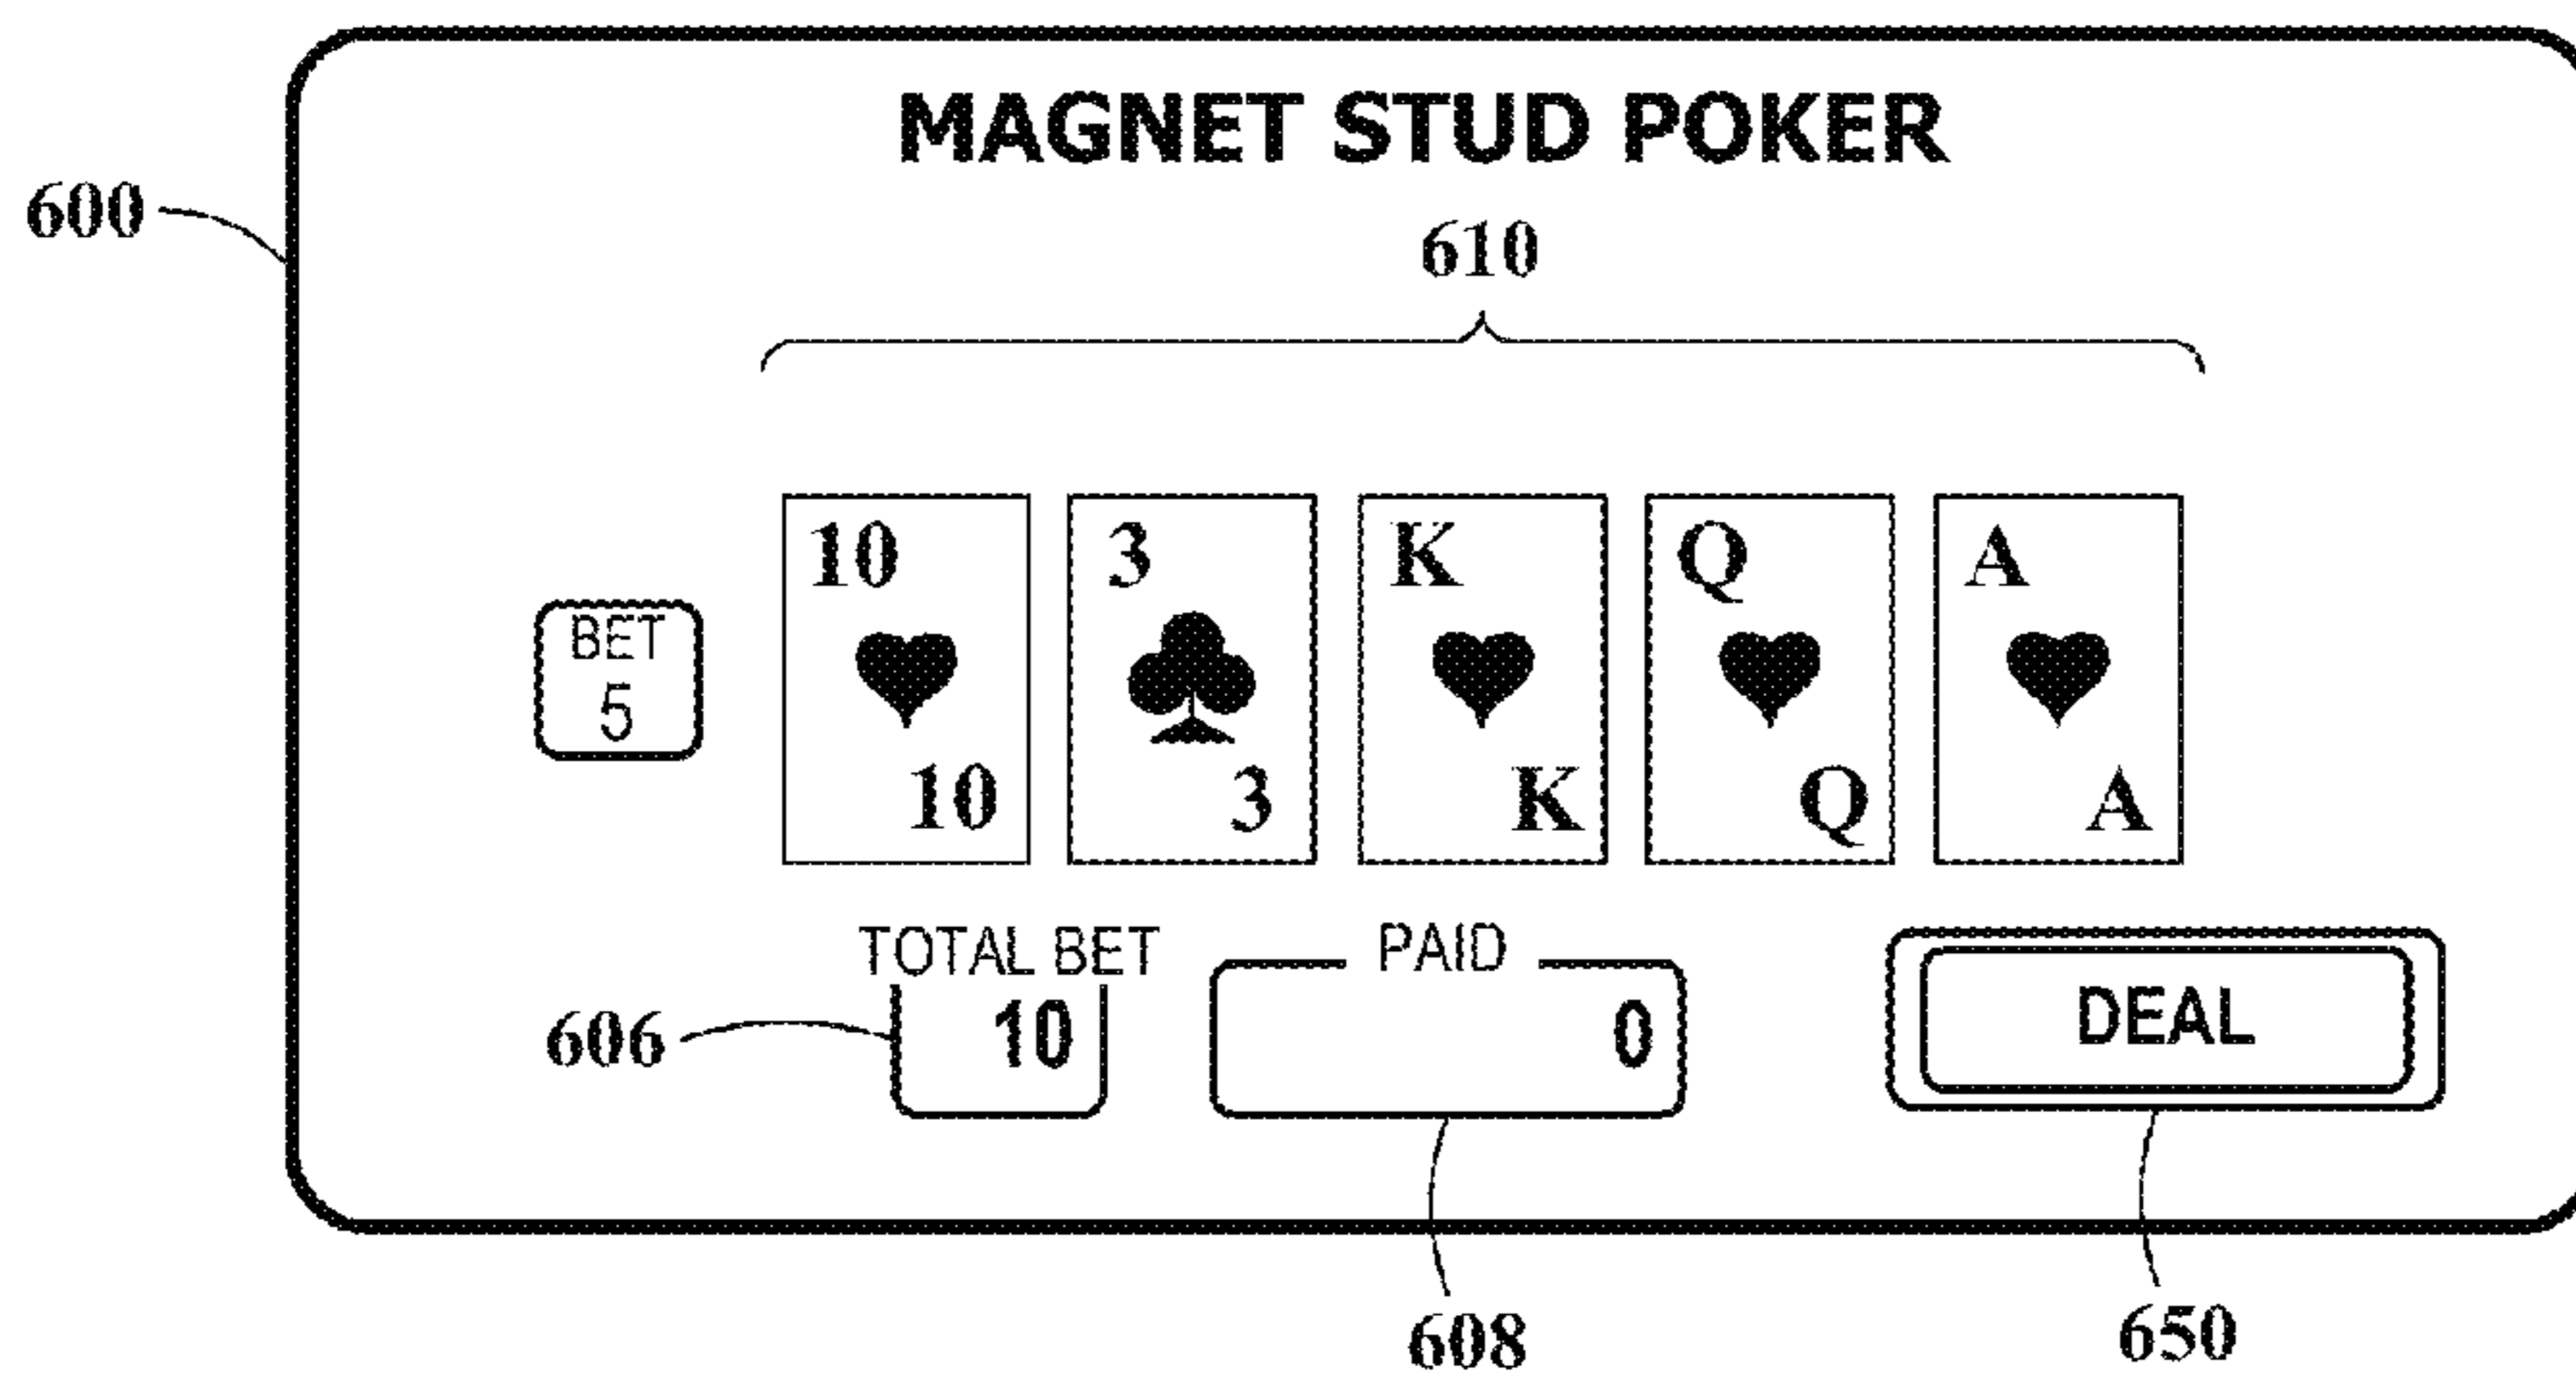 MAGNET STUD POKER
600
610
10 3 K Q A
BET
5
10 3 K Q A
TOTAL BET PAID
606 10 0 DEAL
608 650